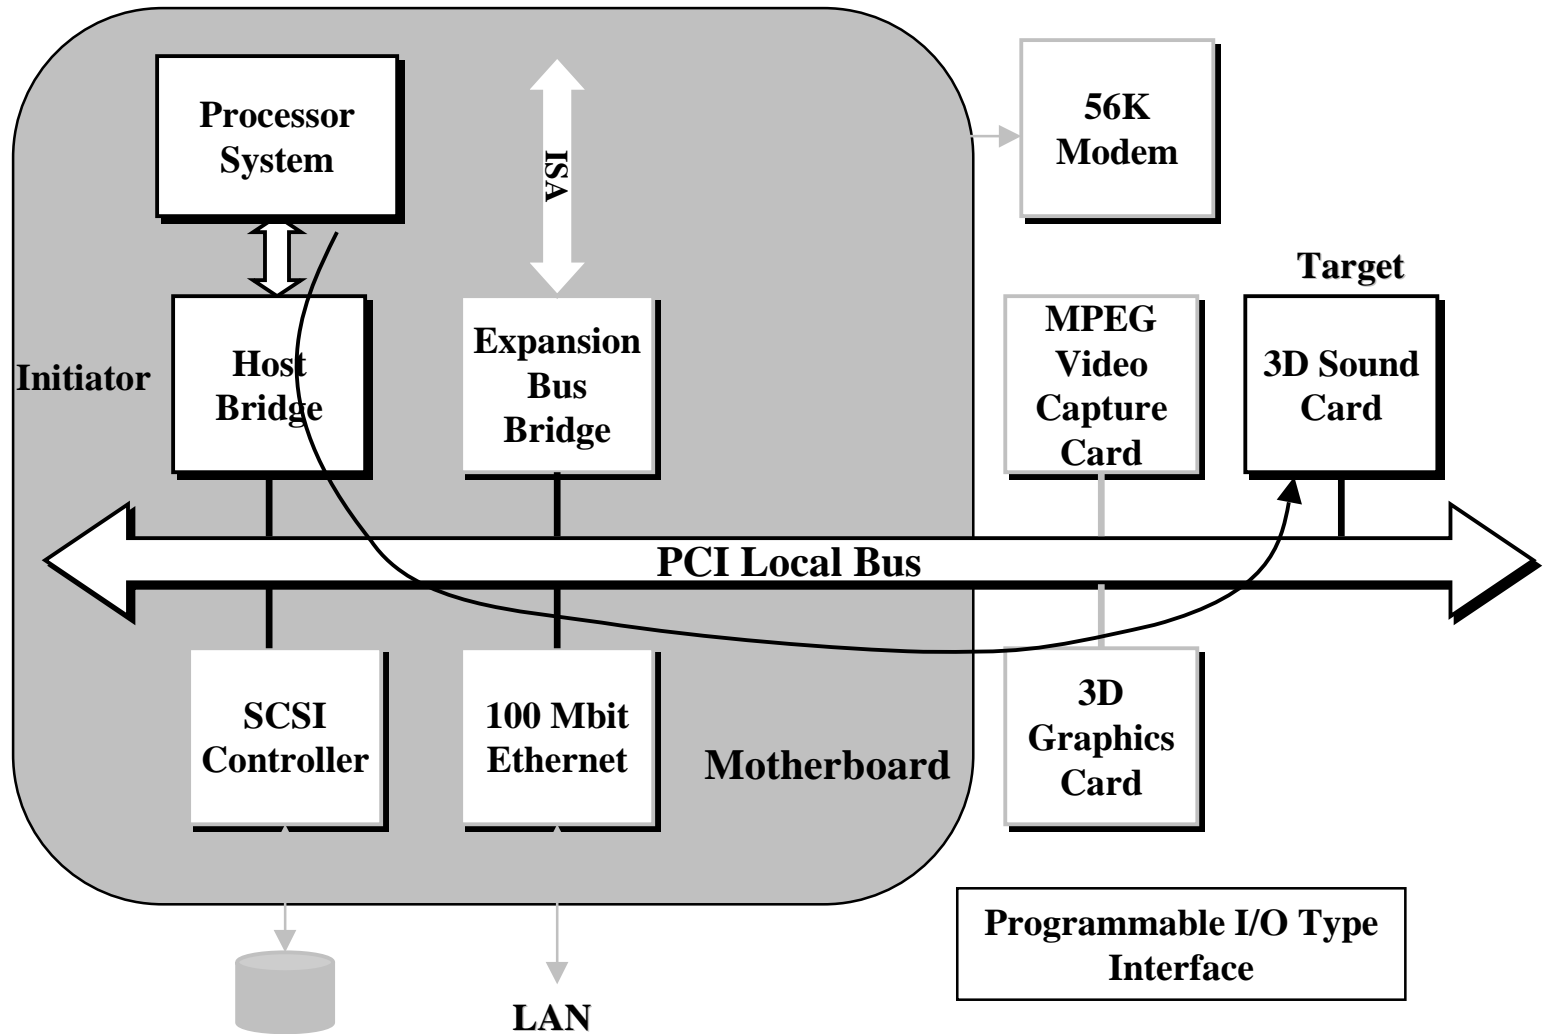 Processor
System
ISA
56K
Modem
Target
Initiator
Host
Bridge
Expansion
Bus
Bridge
MPEG
Video
Capture
Card
3D Sound
Card
PCI Local Bus
SCSI
Controller
100 Mbit
Ethernet
Motherboard
3D
Graphics
Card
Programmable I/O Type
Interface
LAN